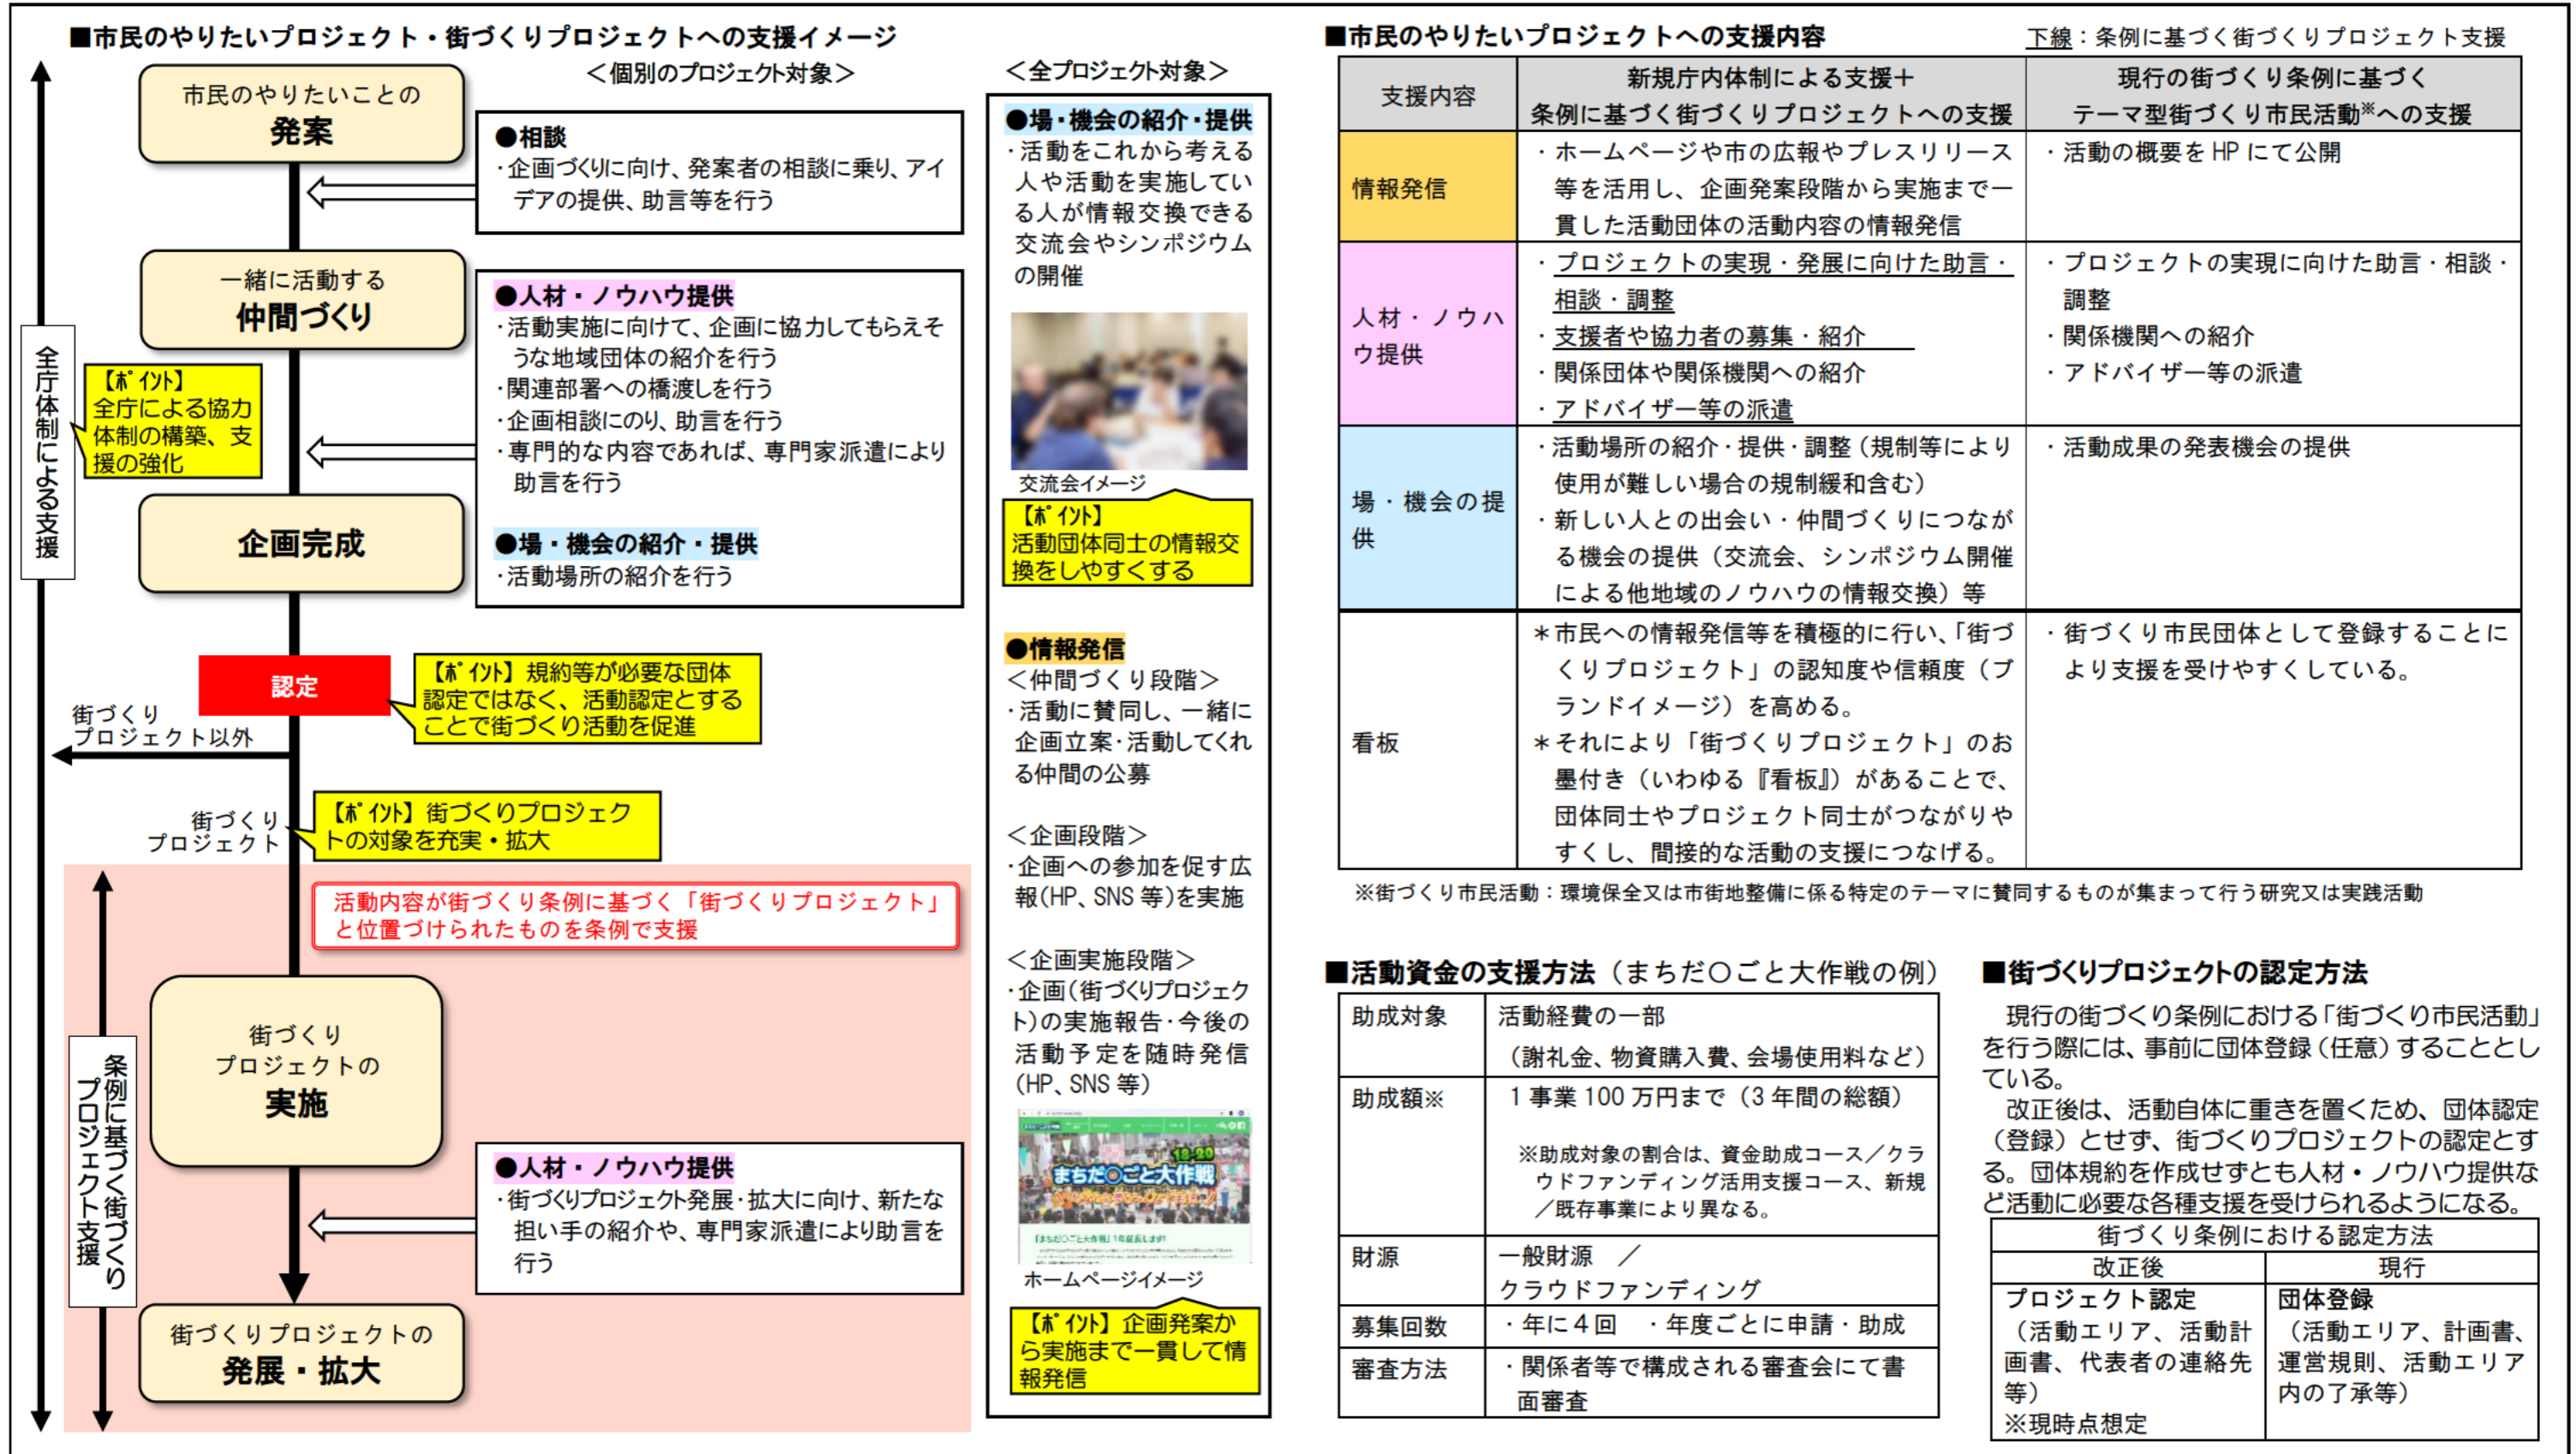 ■市民のやりたいプロジェクト・街づくりプロジェクトへの支援イメージ
＜個別のプロジェクト対象＞
＜全プロジェクト対象＞
市民のやりたいことの
発案
●相談
・企画づくりに向け、発案者の相談に乗り、アイ
デアの提供、助言等を行う
一緒に活動する
仲間づくり
●人材・ノウハウ提供
・活動実施に向けて、企画に協力してもらえそ
うな地域団体の紹介を行う
・関連部署への橋渡しを行う
・企画相談にのり、助言を行う
・専門的な内容であれば、専門家派遣により
助言を行う
●場・機会の紹介・提供
・活動場所の紹介を行う
全庁体制による支援
【ﾎﾟｲﾝﾄ】
全庁による協力
体制の構築、支
援の強化
企画完成
認定
【ﾎﾟｲﾝﾄ】規約等が必要な団体
認定ではなく、活動認定とする
ことで街づくり活動を促進
街づくり
プロジェクト以外
街づくり
プロジェクト
【ﾎﾟｲﾝﾄ】街づくりプロジェク
トの対象を充実・拡大
活動内容が街づくり条例に基づく「街づくりプロジェクト」
と位置づけられたものを条例で支援
条例に基づく街づくり
プロジェクト支援
街づくり
プロジェクトの
実施
●人材・ノウハウ提供
・街づくりプロジェクト発展・拡大に向け、新たな
担い手の紹介や、専門家派遣により助言を
行う
街づくりプロジェクトの
発展・拡大
●場・機会の紹介・提供
・活動をこれから考える
人や活動を実施してい
る人が情報交換できる
交流会やシンポジウム
の開催
交流会イメージ
【ﾎﾟｲﾝﾄ】
活動団体同士の情報交
換をしやすくする
●情報発信
＜仲間づくり段階＞
・活動に賛同し、一緒に
企画立案・活動してくれ
る仲間の公募
＜企画段階＞
・企画への参加を促す広
報(HP、SNS 等)を実施
＜企画実施段階＞
・企画(街づくりプロジェク
ト)の実施報告・今後の
活動予定を随時発信
(HP、SNS 等)
18-20
まちだ〇ごと大作戦
「まちだ〇ごと大作戦」1年延長します!
ホームページイメージ
【ﾎﾟｲﾝﾄ】企画発案か
ら実施まで一貫して情
報発信
■市民のやりたいプロジェクトへの支援内容
下線：条例に基づく街づくりプロジェクト支援
支援内容
新規庁内体制による支援＋
条例に基づく街づくりプロジェクトへの支援
現行の街づくり条例に基づく
テーマ型街づくり市民活動※への支援
情報発信
・ホームページや市の広報やプレスリリース
等を活用し、企画発案段階から実施まで一
貫した活動団体の活動内容の情報発信
・活動の概要を HP にて公開
人材・ノウハ
ウ提供
・プロジェクトの実現・発展に向けた助言・
相談・調整
・支援者や協力者の募集・紹介
・関係団体や関係機関への紹介
・アドバイザー等の派遣
・プロジェクトの実現に向けた助言・相談・
調整
・関係機関への紹介
・アドバイザー等の派遣
場・機会の提
供
・活動場所の紹介・提供・調整（規制等により
使用が難しい場合の規制緩和含む）
・新しい人との出会い・仲間づくりにつなが
る機会の提供（交流会、シンポジウム開催
による他地域のノウハウの情報交換）等
・活動成果の発表機会の提供
看板
＊市民への情報発信等を積極的に行い、「街づ
くりプロジェクト」の認知度や信頼度（ブ
ランドイメージ）を高める。
＊それにより「街づくりプロジェクト」のお
墨付き（いわゆる『看板』）があることで、
団体同士やプロジェクト同士がつながりや
すくし、間接的な活動の支援につなげる。
・街づくり市民団体として登録することに
より支援を受けやすくしている。
※街づくり市民活動：環境保全又は市街地整備に係る特定のテーマに賛同するものが集まって行う研究又は実践活動
■活動資金の支援方法（まちだ〇ごと大作戦の例）
助成対象
活動経費の一部
（謝礼金、物資購入費、会場使用料など）
助成額※
1 事業 100 万円まで（3 年間の総額）
※助成対象の割合は、資金助成コース／クラ
ウドファンディング活用支援コース、新規
／既存事業により異なる。
財源
一般財源　／
クラウドファンディング
募集回数
・年に４回　・年度ごとに申請・助成
審査方法
・関係者等で構成される審査会にて書
面審査
■街づくりプロジェクトの認定方法
現行の街づくり条例における「街づくり市民活動」
を行う際には、事前に団体登録（任意）することとし
ている。
改正後は、活動自体に重きを置くため、団体認定
（登録）とせず、街づくりプロジェクトの認定とす
る。団体規約を作成せずとも人材・ノウハウ提供な
ど活動に必要な各種支援を受けられるようになる。
街づくり条例における認定方法
改正後
現行
プロジェクト認定
（活動エリア、活動計
画書、代表者の連絡先
等）
※現時点想定
団体登録
（活動エリア、計画書、
運営規則、活動エリア
内の了承等）